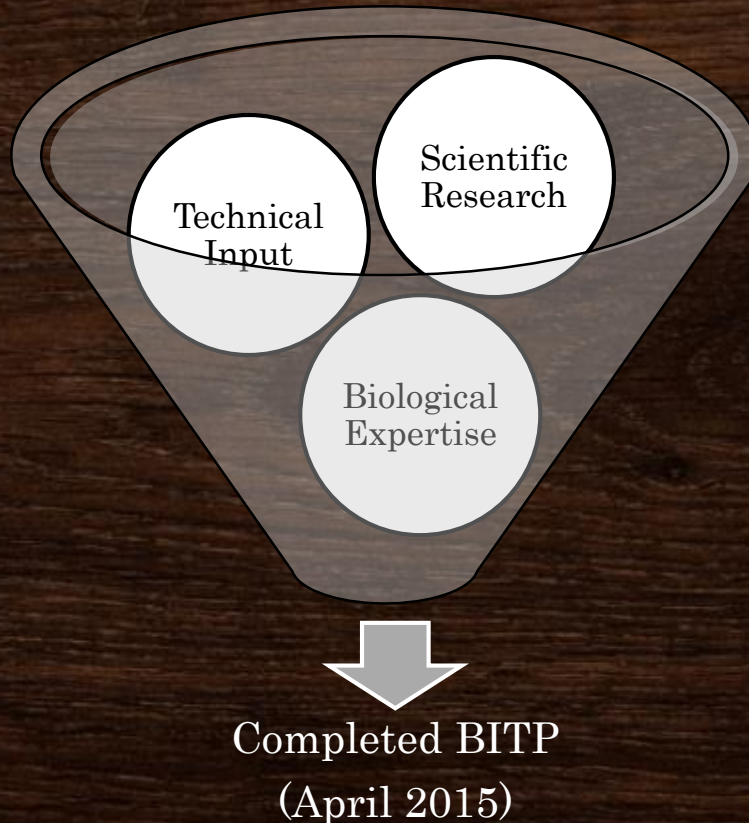 Scientific
Research
Technical
Input
Biological
Expertise
Completed BITP
(April 2015)